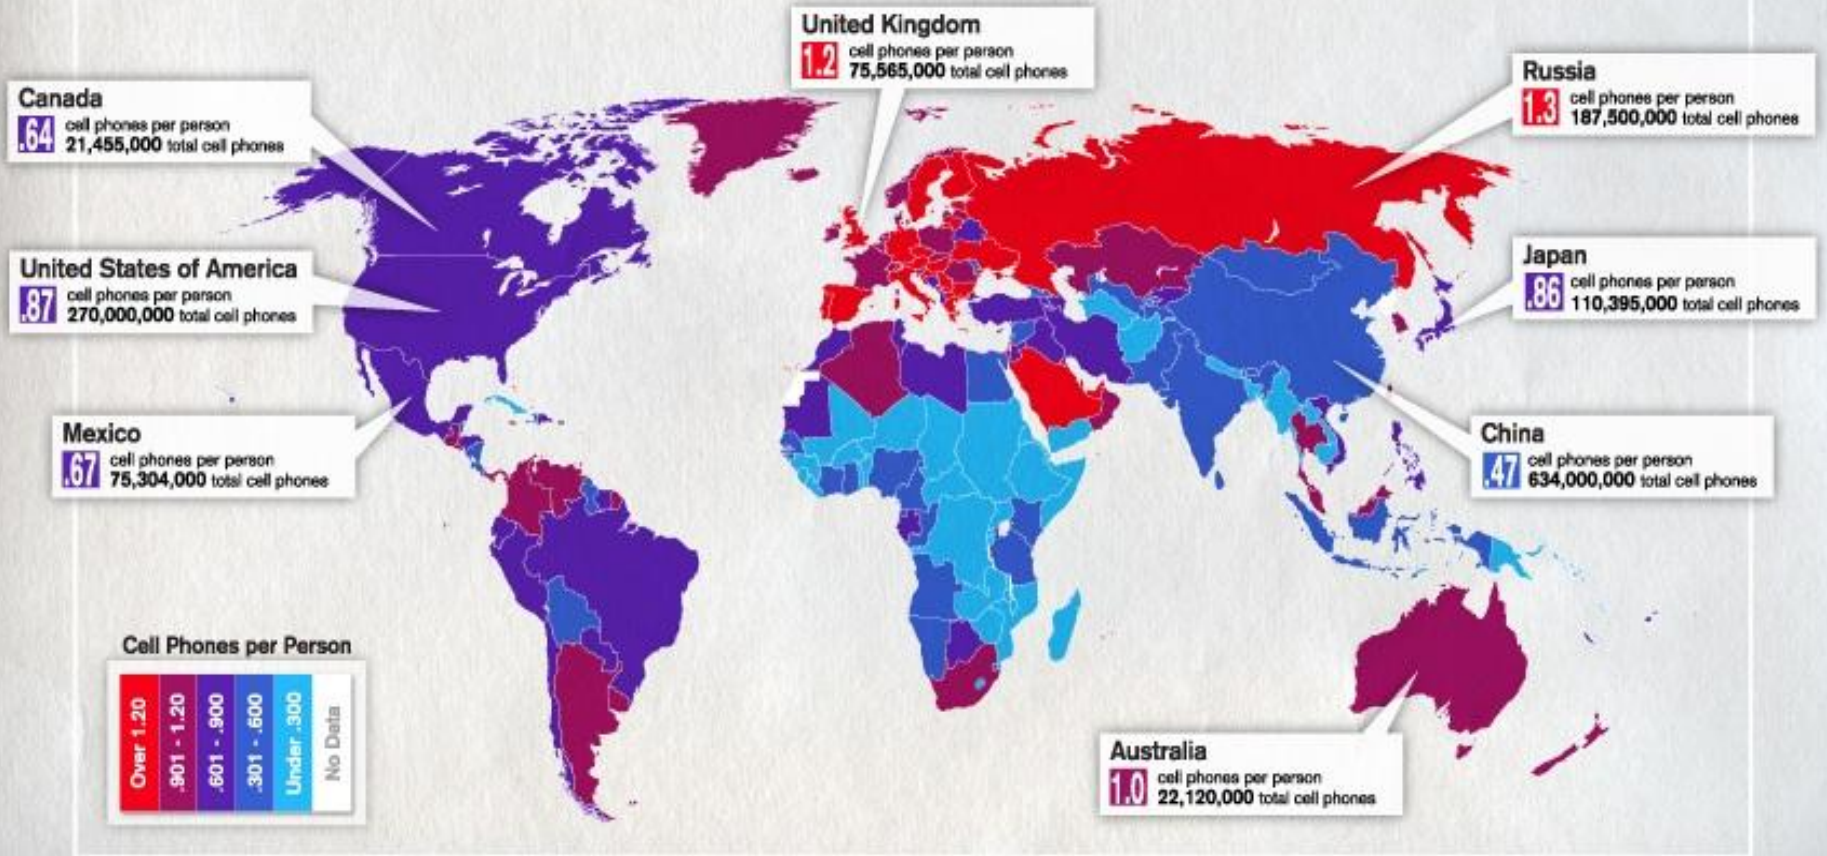 United Kingdom
1.2 cell phones per person
75,565,000 total cell phones
Russia
1.3 cell phones per person
187,500,000 total cell phones
Canada
.64 cell phones per person
21,455,000 total cell phones
United States of America
.87 cell phones per person
270,000,000 total cell phones
Japan
.86 cell phones per person
110,395,000 total cell phones
Mexico
.67 cell phones per person
75,304,000 total cell phones
China
.47 cell phones per person
634,000,000 total cell phones
Cell Phones per Person
Over 1.20
.901 - 1.20
.601 - .900
.301 - .600
Under .300
No Data
Australia
1.0 cell phones per person
22,120,000 total cell phones